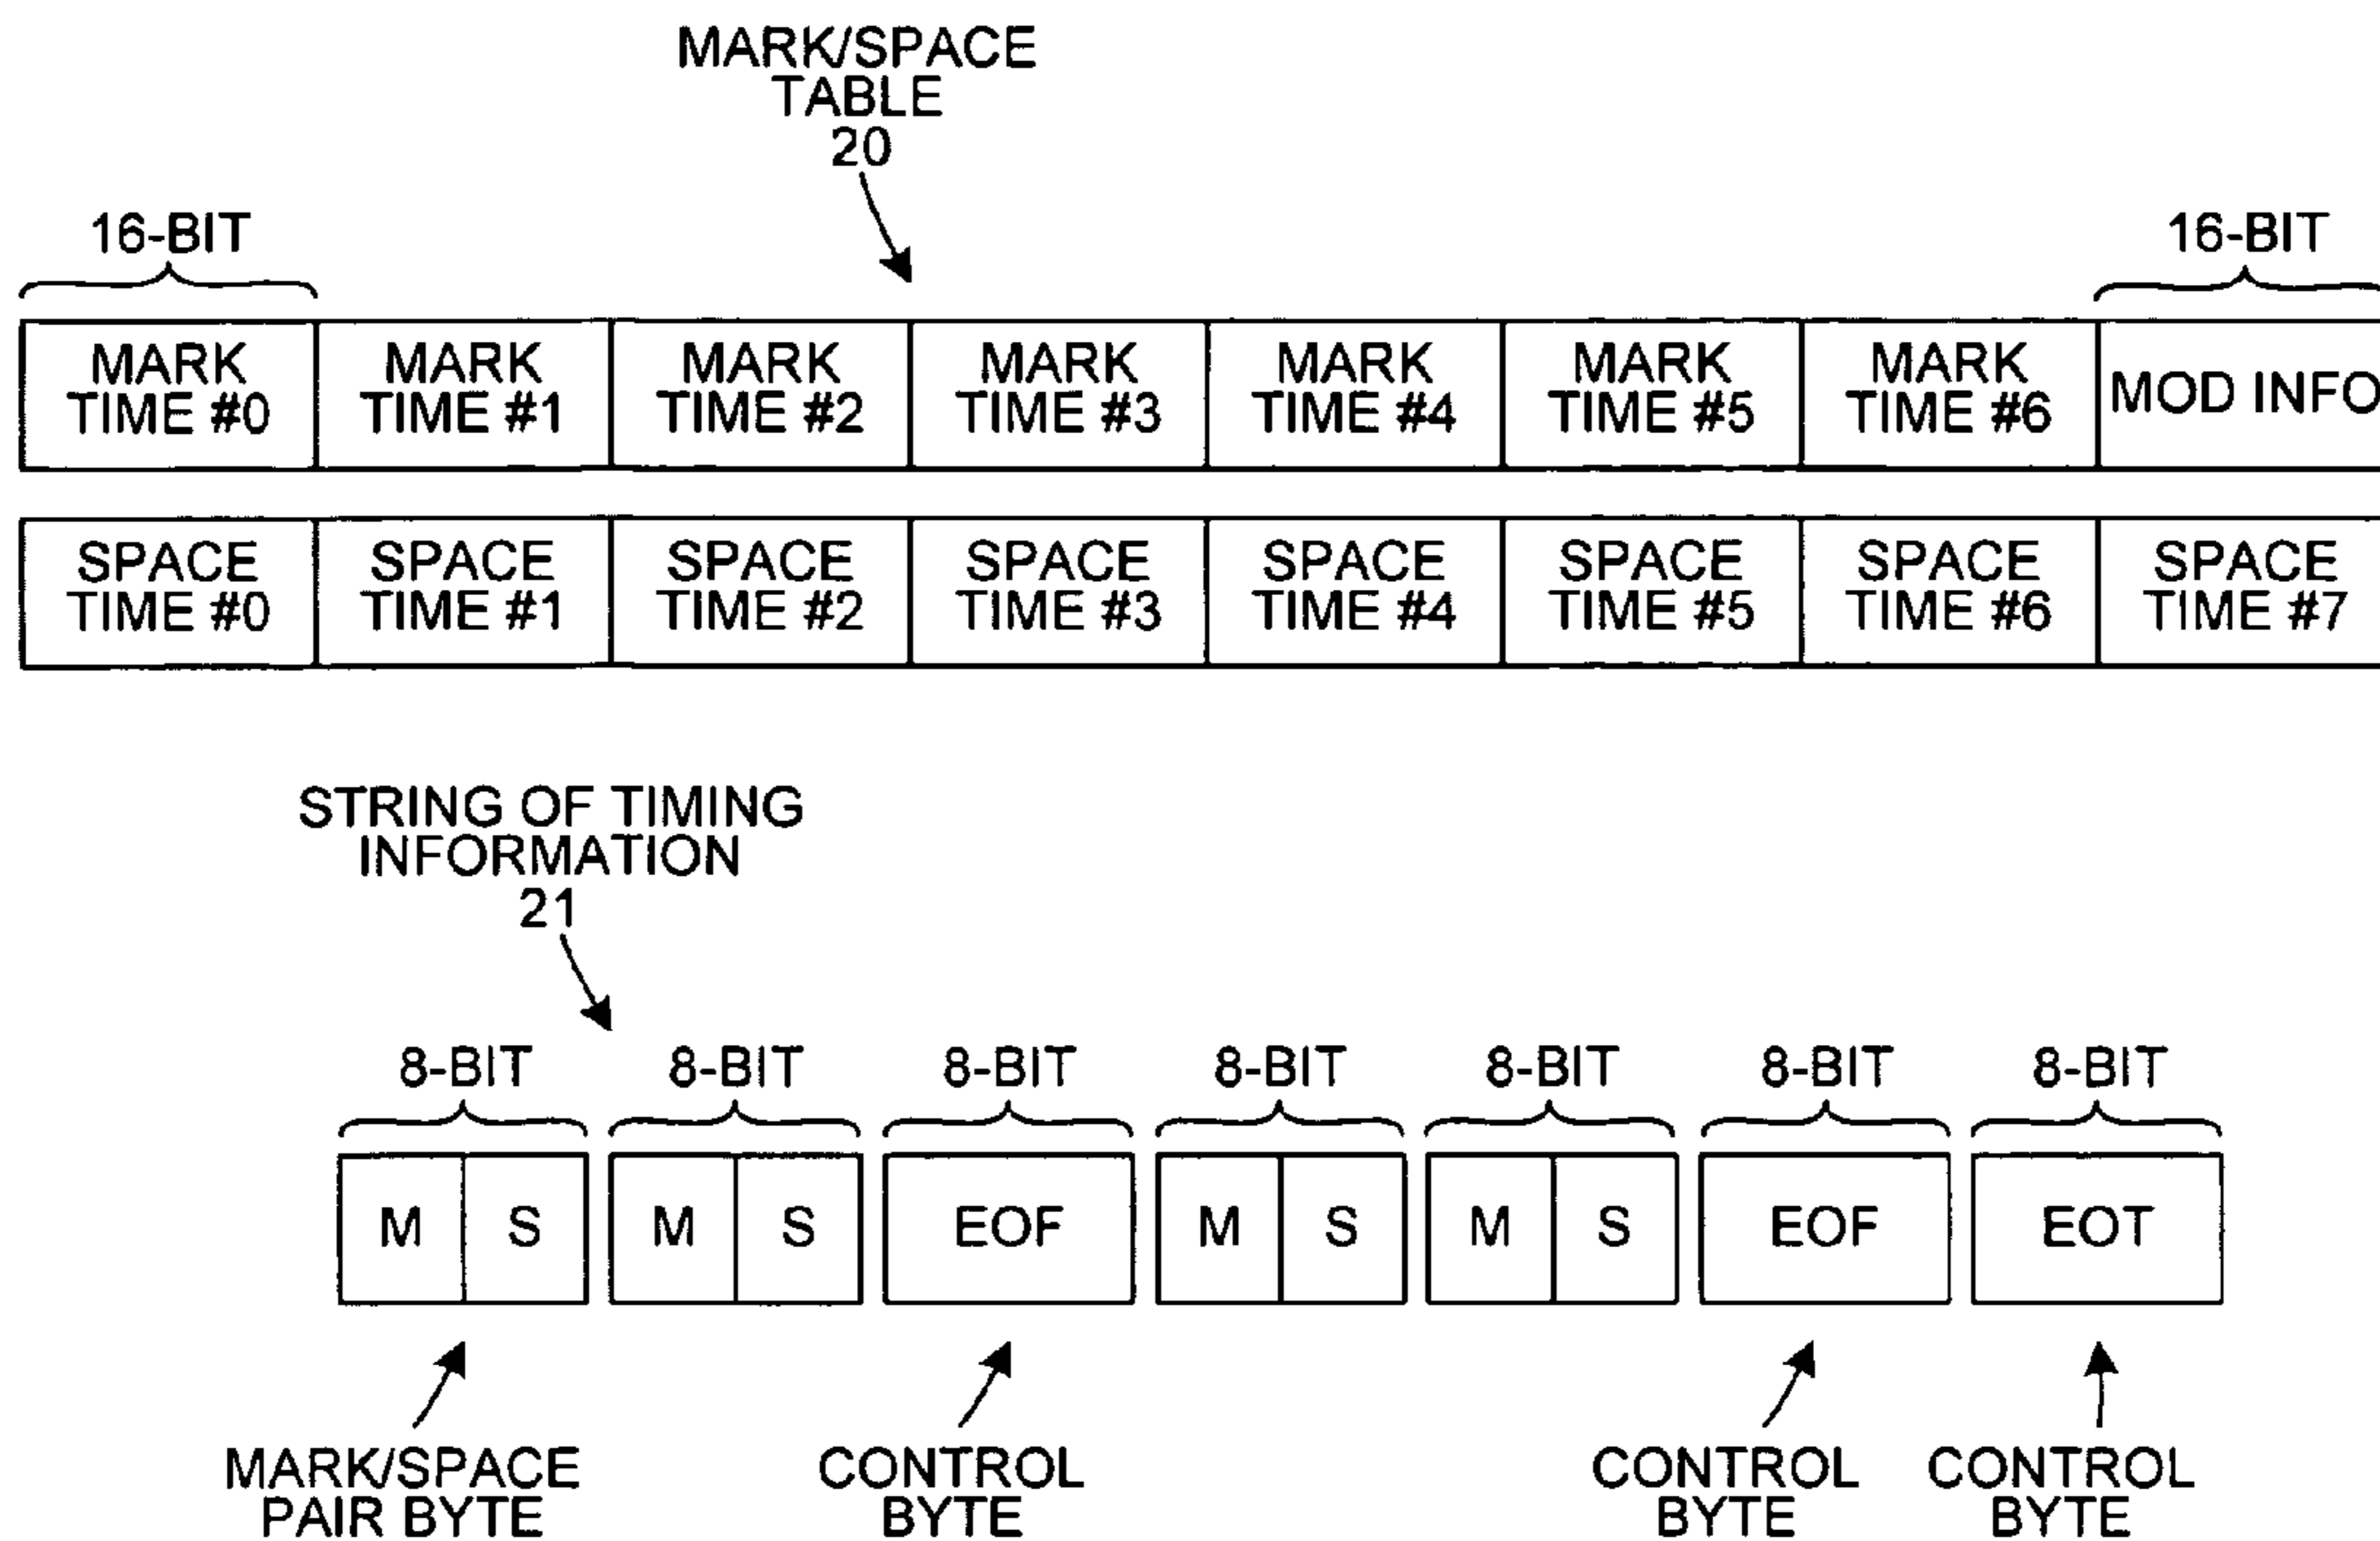 MARK/SPACE
TABLE
20
16-BIT
16-BIT
MARK TIME #0
MARK TIME #1
MARK TIME #2
MARK TIME #3
MARK TIME #4
MARK TIME #5
MARK TIME #6
MOD INFO
SPACE TIME #0
SPACE TIME #1
SPACE TIME #2
SPACE TIME #3
SPACE TIME #4
SPACE TIME #5
SPACE TIME #6
SPACE TIME #7
STRING OF TIMING
INFORMATION
21
8-BIT 8-BIT 8-BIT 8-BIT 8-BIT 8-BIT 8-BIT
M S M S EOF M S M S EOF EOT
MARK/SPACE
PAIR BYTE
CONTROL
BYTE
CONTROL
BYTE
CONTROL
BYTE